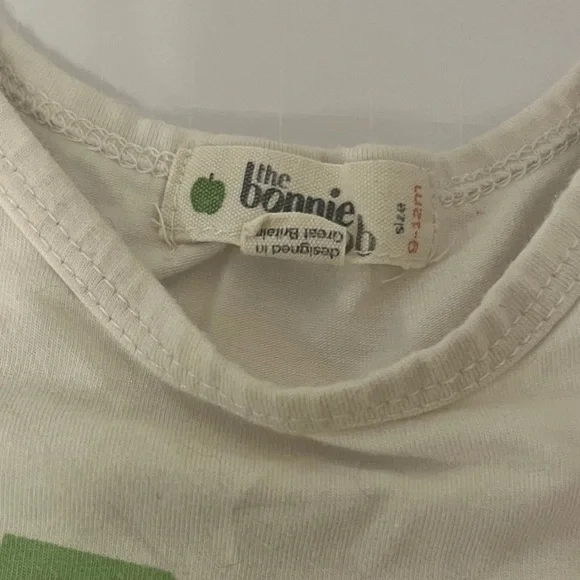 the
bonnie
b
size
9-12m
designed in
Great Britain